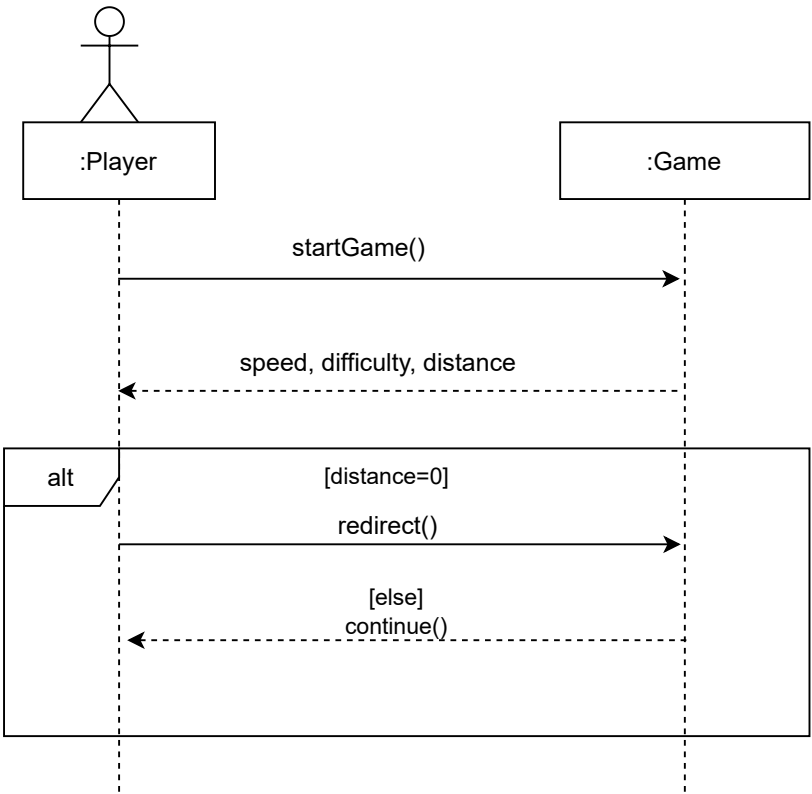 :Player
:Game
startGame()
speed, difficulty, distance
alt
[distance=0]
redirect()
[else]
continue()